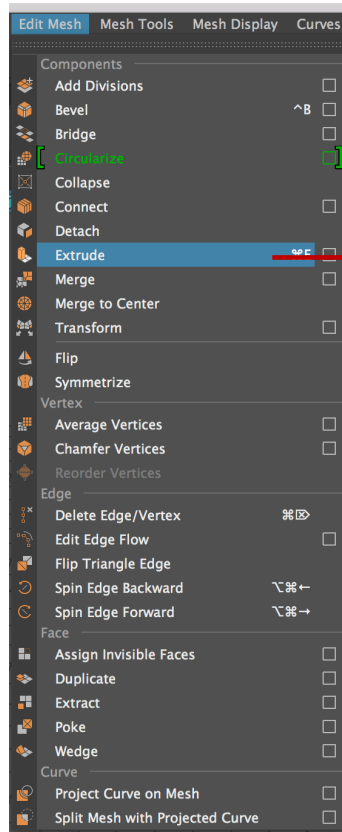 Edit Mesh Mesh Tools Mesh Display Curves
Components
Add Divisions
Bevel ^B
Bridge
Circularize
Collapse
Connect
Detach
Extrude ⌘E
Merge
Merge to Center
Transform
Flip
Symmetrize
Vertex
Average Vertices
Chamfer Vertices
Reorder Vertices
Edge
Delete Edge/Vertex ⌘⌦
Edit Edge Flow
Flip Triangle Edge
Spin Edge Backward ⌥⌘←
Spin Edge Forward ⌥⌘→
Face
Assign Invisible Faces
Duplicate
Extract
Poke
Wedge
Curve
Project Curve on Mesh
Split Mesh with Projected Curve